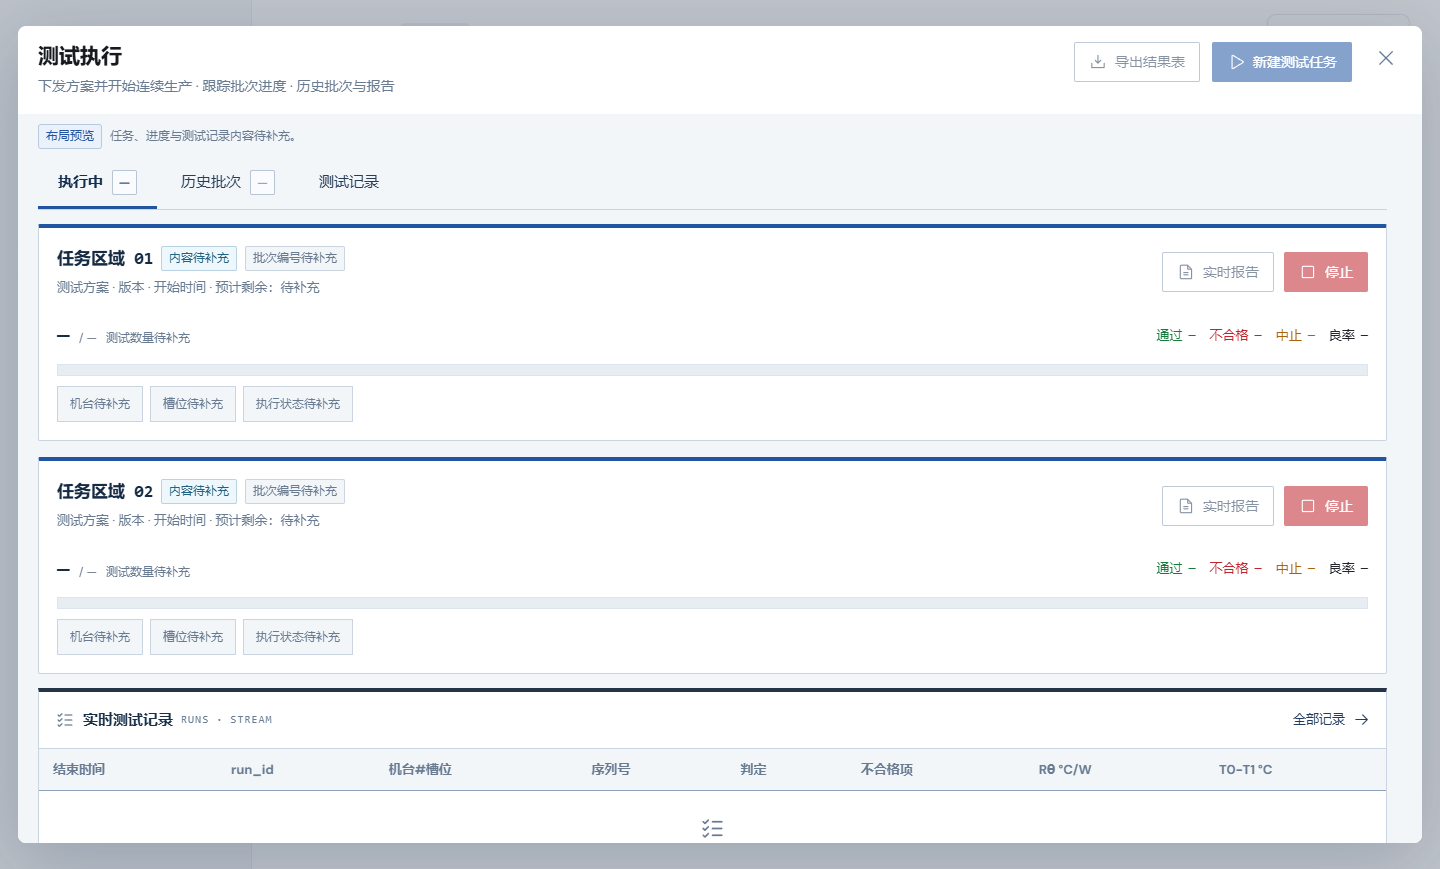 测试执行
下发方案并开始连续生产 · 跟踪批次进度 · 历史批次与报告
导出结果表
新建测试任务
布局预览 任务、进度与测试记录内容待补充。
执行中 — 历史批次 — 测试记录
任务区域 01 内容待补充 批次编号待补充
测试方案 · 版本 · 开始时间 · 预计剩余: 待补充
实时报告 停止
— / — 测试数量待补充
通过 — 不合格 — 中止 — 良率 —
机台待补充 槽位待补充 执行状态待补充
任务区域 02 内容待补充 批次编号待补充
测试方案 · 版本 · 开始时间 · 预计剩余: 待补充
实时报告 停止
— / — 测试数量待补充
通过 — 不合格 — 中止 — 良率 —
机台待补充 槽位待补充 执行状态待补充
实时测试记录 RUNS · STREAM
全部记录 →
结束时间 run_id 机台#槽位 序列号 判定 不合格项 Rθ °C/W T0-T1 °C